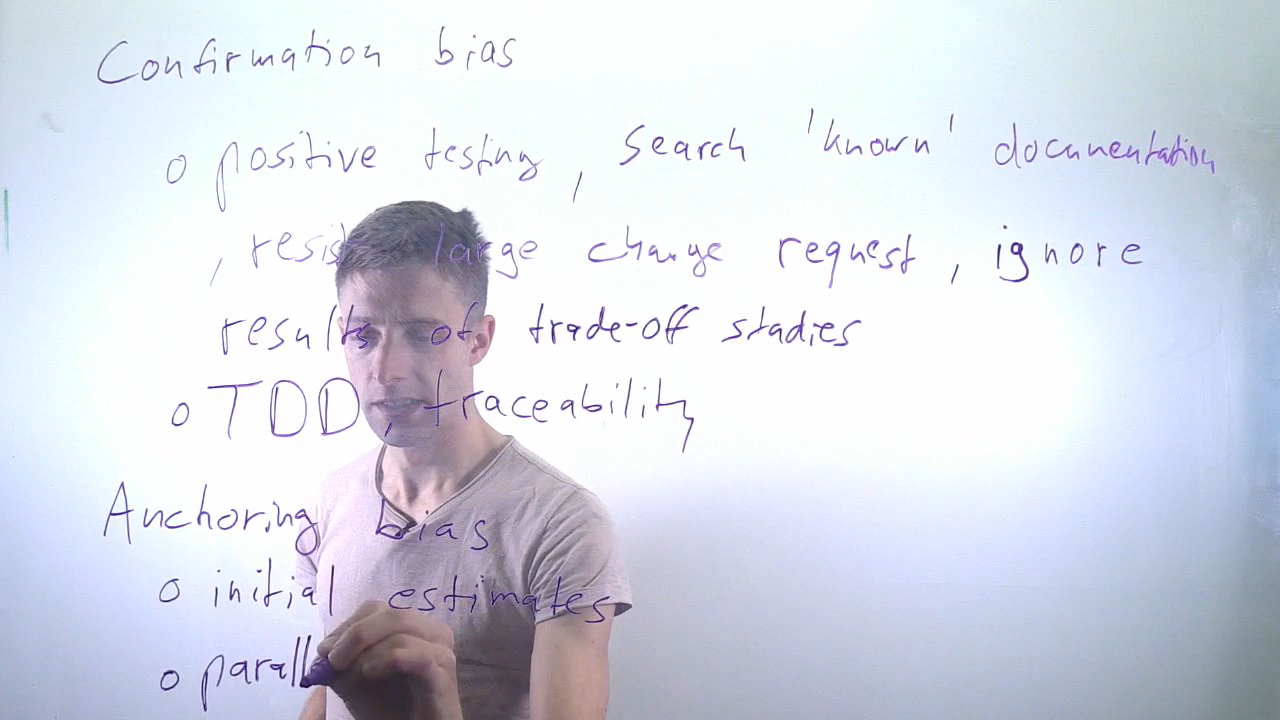 Confirmation bias
o positive testing, search 'known' documentation
, resist large change request, ignore
results of trade-off studies
o TDD, traceability
Anchoring bias
o initial estimates
o parall